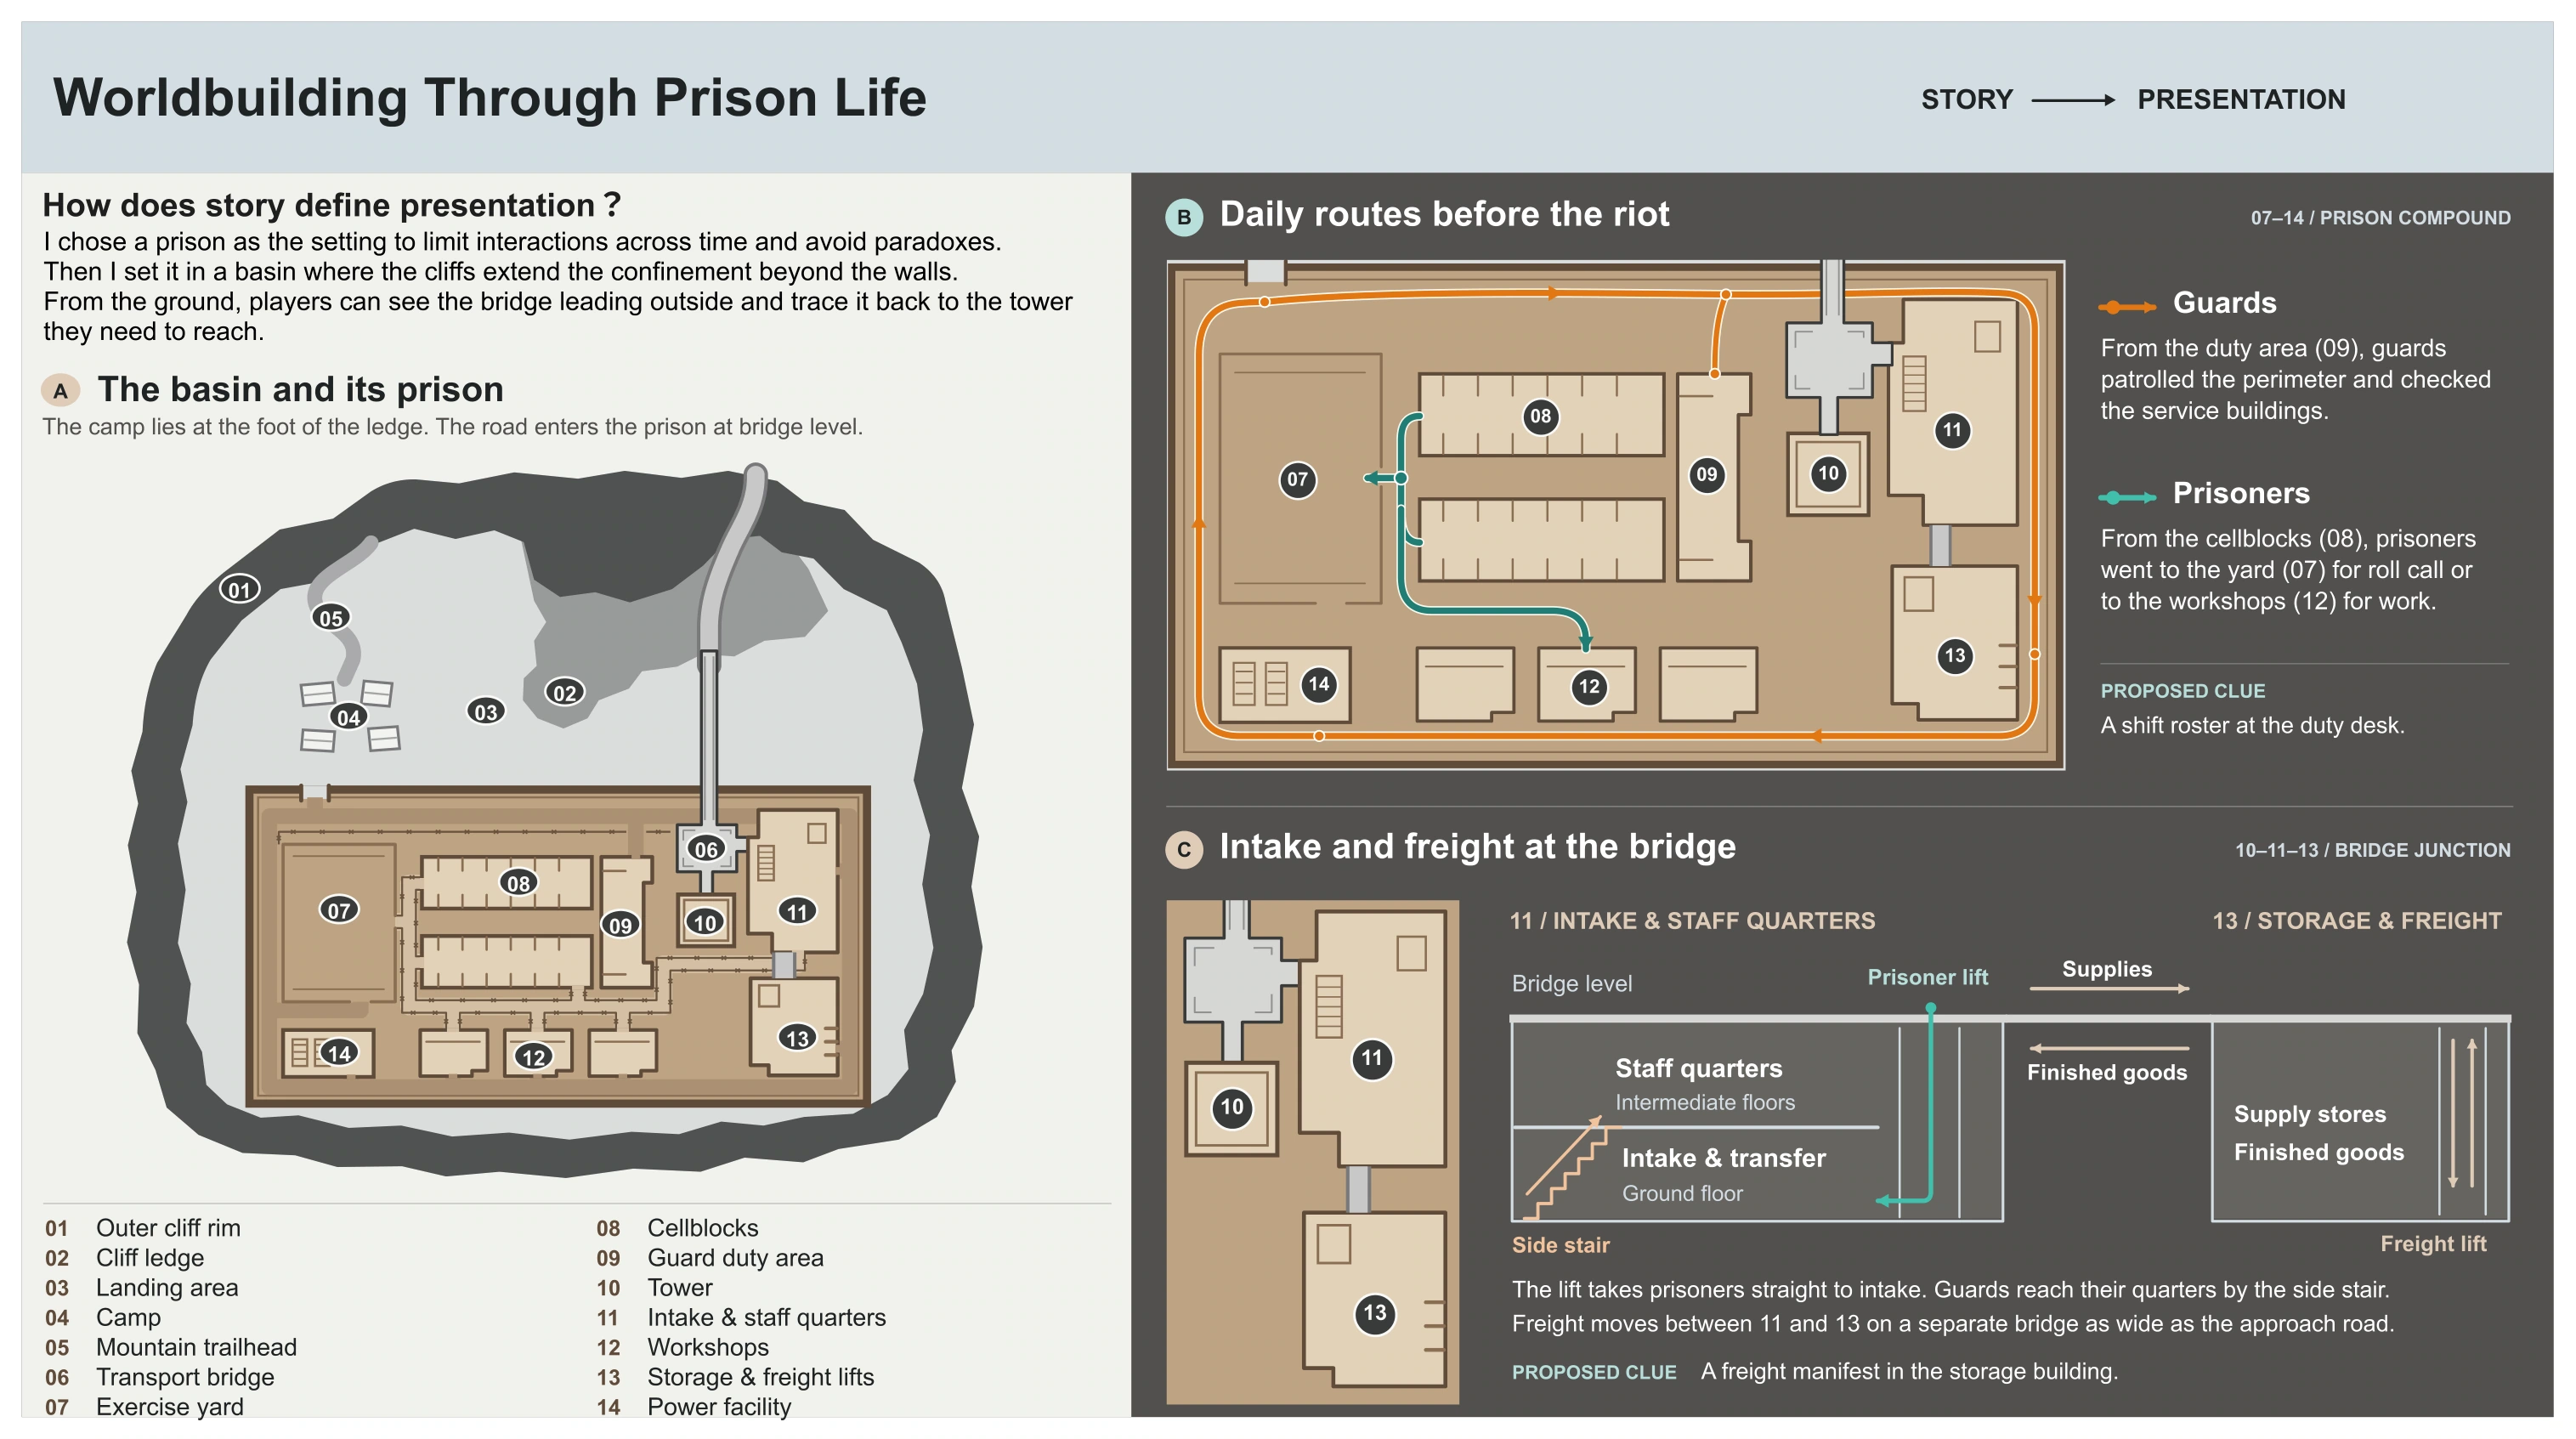 Worldbuilding Through Prison Life
STORY PRESENTATION
How does story define presentation ?
I chose a prison as the setting to limit interactions across time and avoid paradoxes.
Then I set it in a basin where the cliffs extend the confinement beyond the walls.
From the ground, players can see the bridge leading outside and trace it back to the tower
they need to reach.
A The basin and its prison
The camp lies at the foot of the ledge. The road enters the prison at bridge level.
01
05
02
03
04
06
08
07
09
10
11
13
14
12
01 Outer cliff rim
02 Cliff ledge
03 Landing area
04 Camp
05 Mountain trailhead
06 Transport bridge
07 Exercise yard
08 Cellblocks
09 Guard duty area
10 Tower
11 Intake & staff quarters
12 Workshops
13 Storage & freight lifts
14 Power facility
B Daily routes before the riot
07–14 / PRISON COMPOUND
08
11
07
09
10
13
14
12
Guards
From the duty area (09), guards
patrolled the perimeter and checked
the service buildings.
Prisoners
From the cellblocks (08), prisoners
went to the yard (07) for roll call or
to the workshops (12) for work.
PROPOSED CLUE
A shift roster at the duty desk.
C Intake and freight at the bridge
10–11–13 / BRIDGE JUNCTION
11
10
13
11 / INTAKE & STAFF QUARTERS
13 / STORAGE & FREIGHT
Bridge level
Prisoner lift
Supplies
Finished goods
Staff quarters
Intermediate floors
Intake & transfer
Ground floor
Supply stores
Finished goods
Side stair
Freight lift
The lift takes prisoners straight to intake. Guards reach their quarters by the side stair.
Freight moves between 11 and 13 on a separate bridge as wide as the approach road.
PROPOSED CLUE A freight manifest in the storage building.